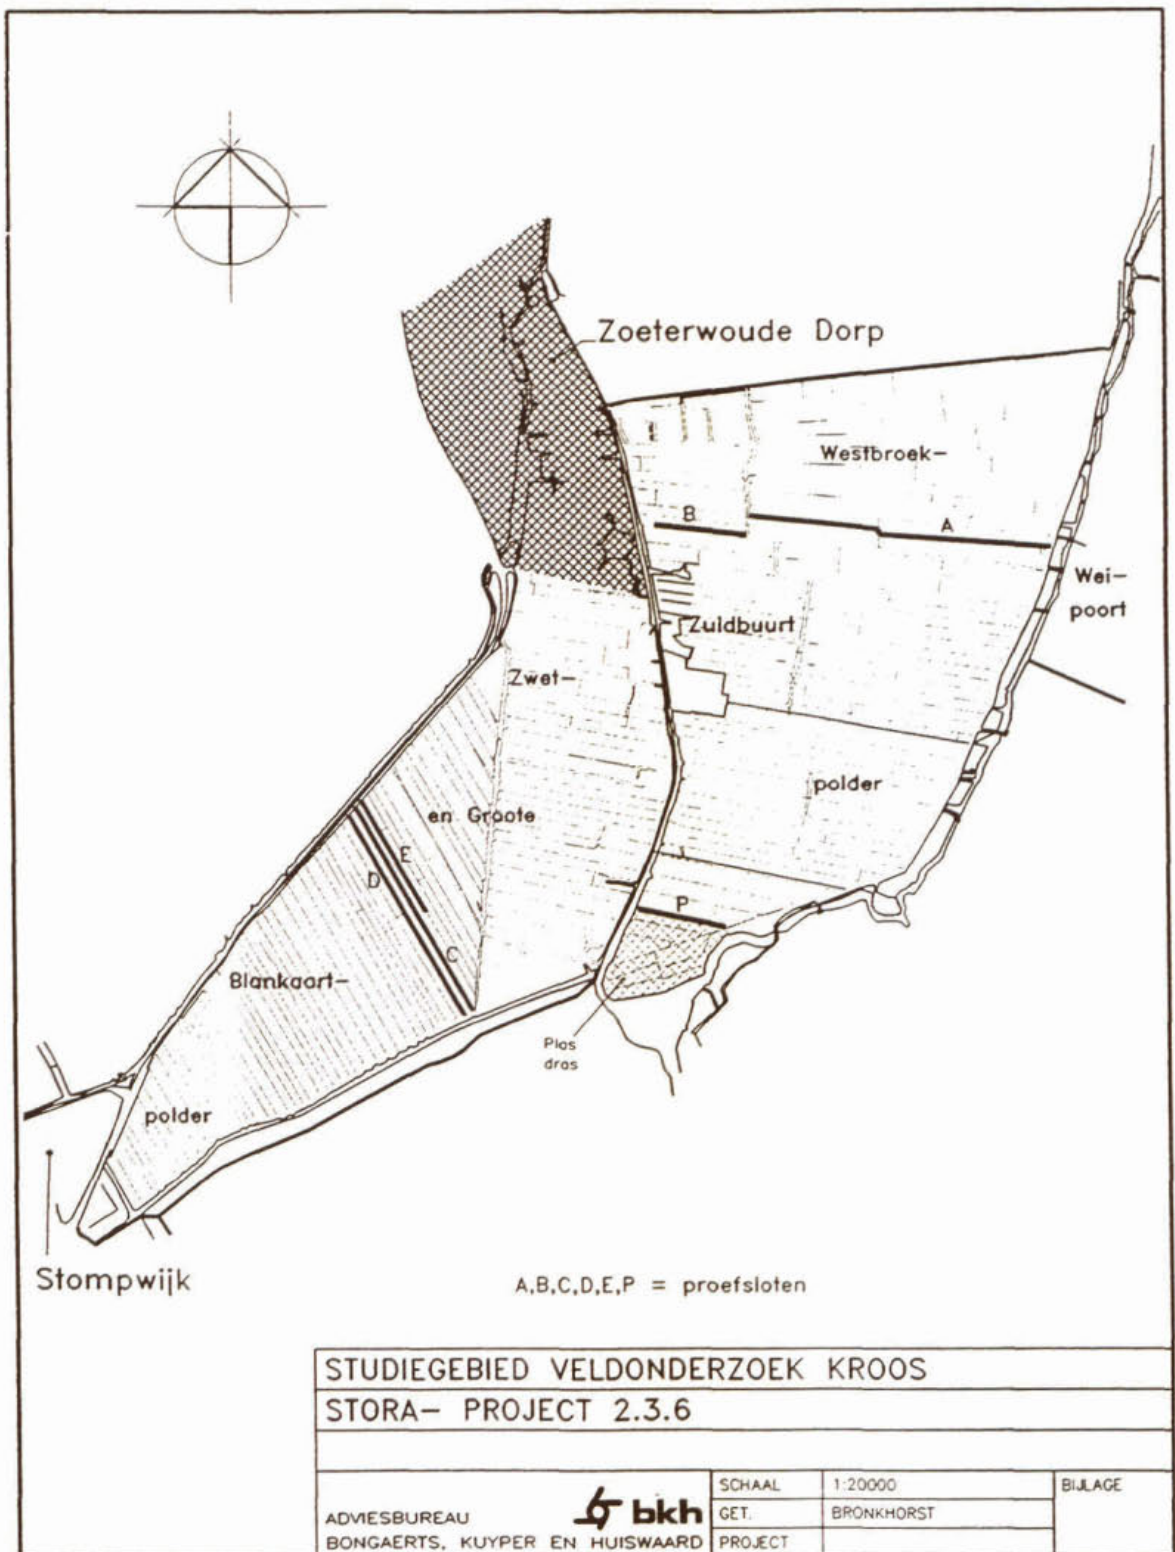 Zoeterwoude Dorp
Westbroek-
B
A
Wei-
poort
Zuidbuurt
Zwet-
polder
en Groote
E
D
P
C
Blankaart-
Plas
dras
polder
Stompwijk
A,B,C,D,E,P = proefsloten
STUDIEGEBIED VELDONDERZOEK KROOS
STORA- PROJECT 2.3.6
ADVIESBUREAU bkh
BONGAERTS, KUYPER EN HUISWAARD
SCHAAL 1:20000 BIJLAGE
GET. BRONKHORST
PROJECT